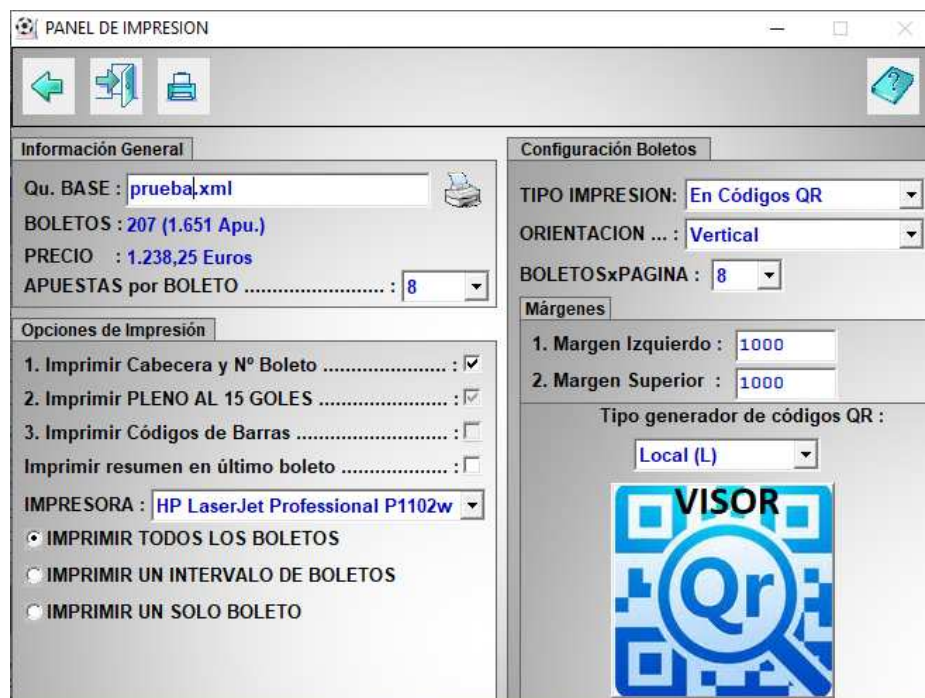 PANEL DE IMPRESION
?
Información General
Qu. BASE : prueba.xml
BOLETOS : 207 (1.651 Apu.)
PRECIO : 1.238,25 Euros
APUESTAS por BOLETO ........................ : 8
Opciones de Impresión
1. Imprimir Cabecera y Nº Boleto ...................... :
2. Imprimir PLENO AL 15 GOLES ....................... :
3. Imprimir Códigos de Barras .......................... :
Imprimir resumen en último boleto .................. :
IMPRESORA : HP LaserJet Professional P1102w
IMPRIMIR TODOS LOS BOLETOS
IMPRIMIR UN INTERVALO DE BOLETOS
IMPRIMIR UN SOLO BOLETO
Configuración Boletos
TIPO IMPRESION: En Códigos QR
ORIENTACION ... : Vertical
BOLETOSxPAGINA : 8
Márgenes
1. Margen Izquierdo : 1000
2. Margen Superior : 1000
Tipo generador de códigos QR :
Local (L)
VISOR
Qr